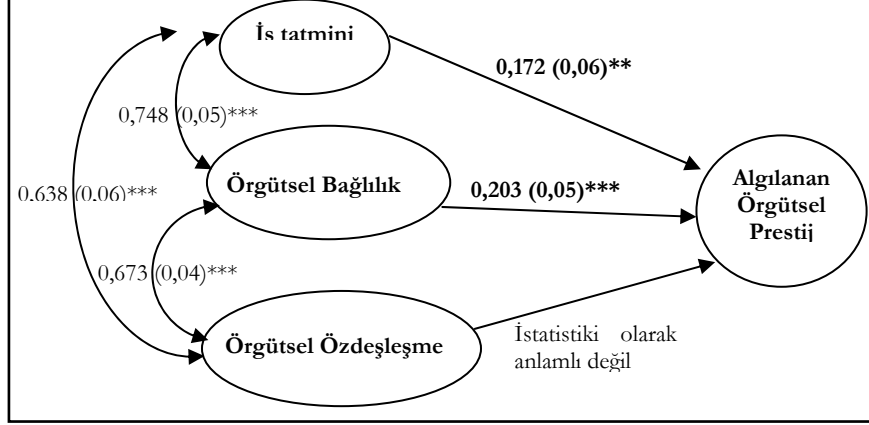 İş tatmini
0,172 (0,06)**
0,748 (0,05)***
Örgütsel Bağlılık
0,203 (0,05)***
Algılanan
Örgütsel
Prestij
0,638 (0,06)***
0,673 (0,04)***
Örgütsel Özdeşleşme
İstatistiki olarak
anlamlı değil